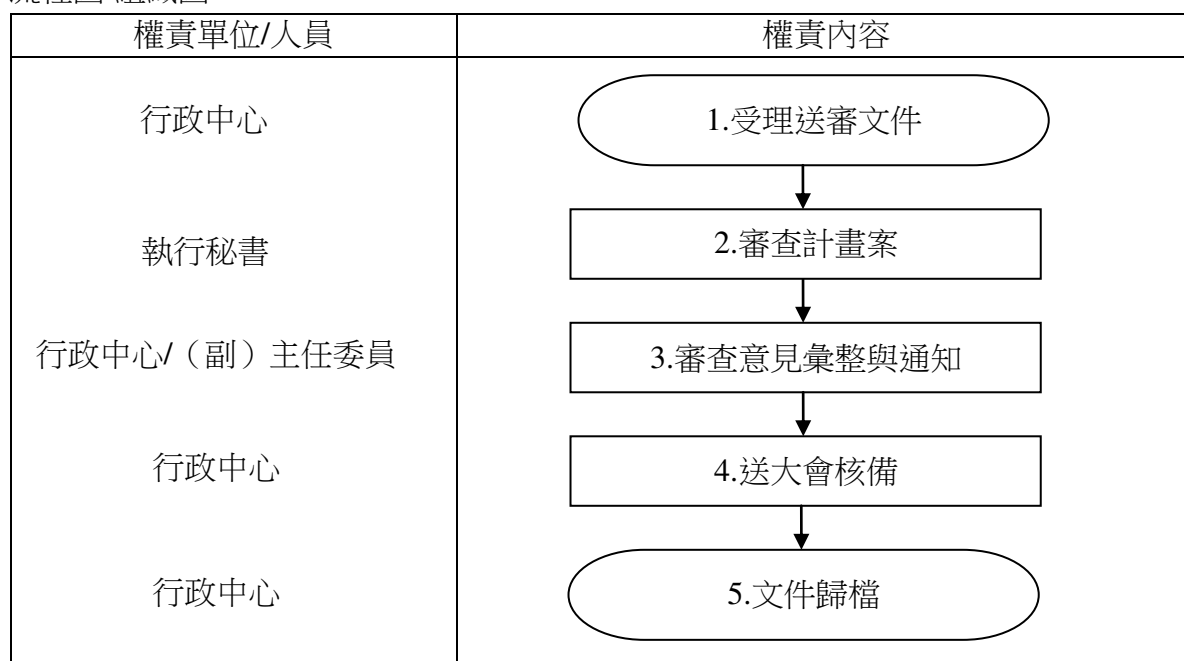 權責單位/人員
權責內容
行政中心
1.受理送審文件
執行秘書
2.審查計畫案
行政中心/（副）主任委員
3.審查意見彙整與通知
行政中心
4.送大會核備
行政中心
5.文件歸檔